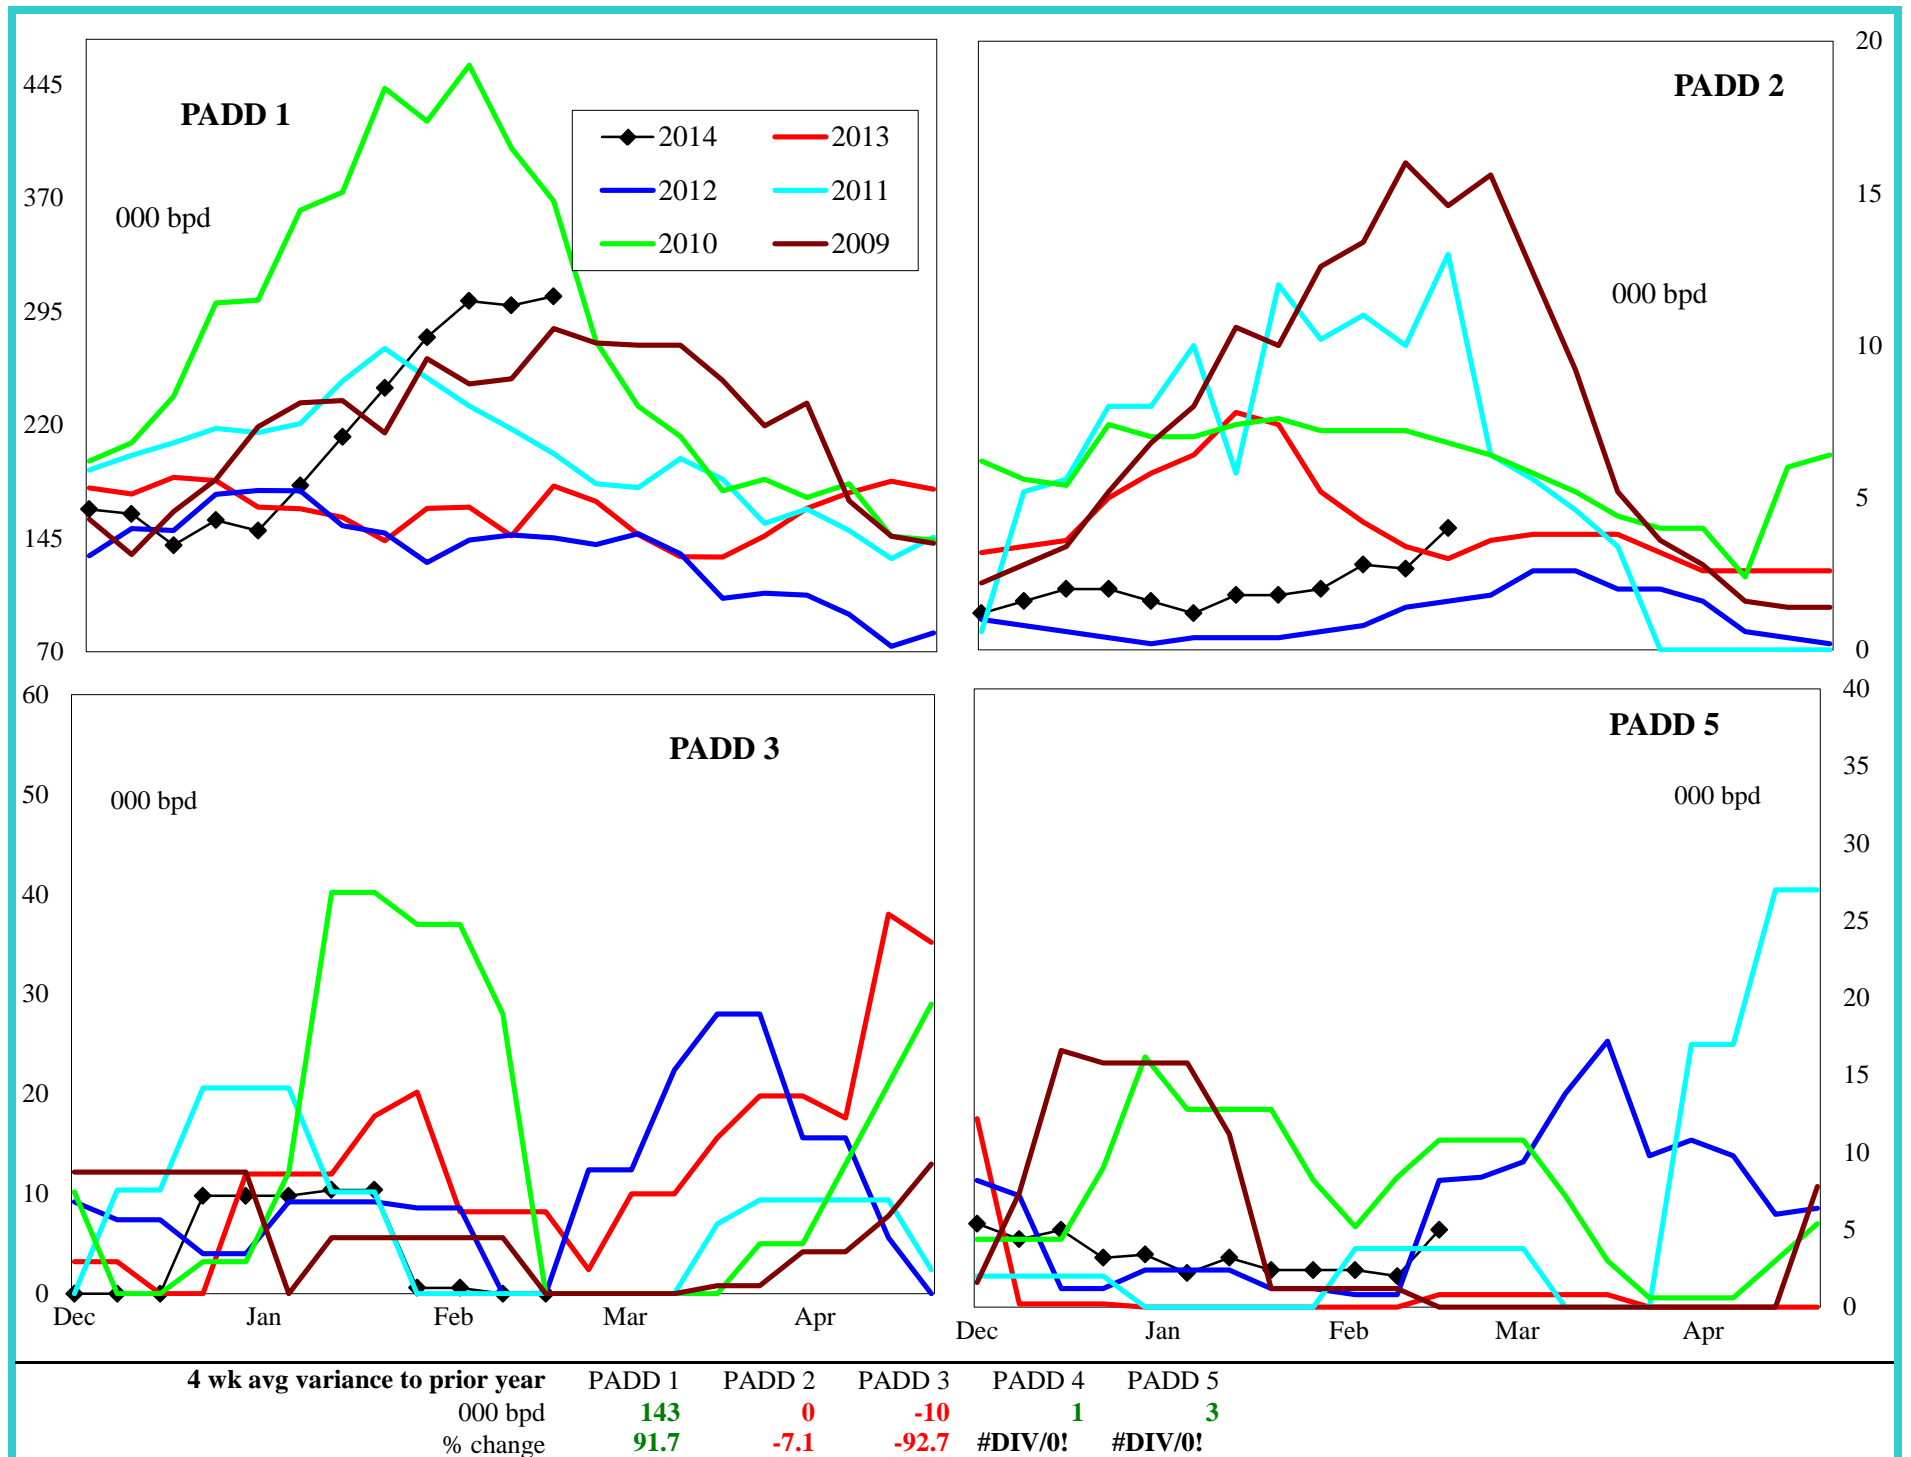 PADD 1
000 bpd
445
370
295
220
145
70
2014 2013
2012 2011
2010 2009
PADD 2
000 bpd
20
15
10
5
0
PADD 3
000 bpd
60
50
40
30
20
10
0
Dec Jan Feb Mar Apr
PADD 5
000 bpd
40
35
30
25
20
15
10
5
0
Dec Jan Feb Mar Apr
4 wk avg variance to prior year PADD 1 PADD 2 PADD 3 PADD 4 PADD 5
000 bpd 143 0 -10 1 3
% change 91.7 -7.1 -92.7 #DIV/0! #DIV/0!